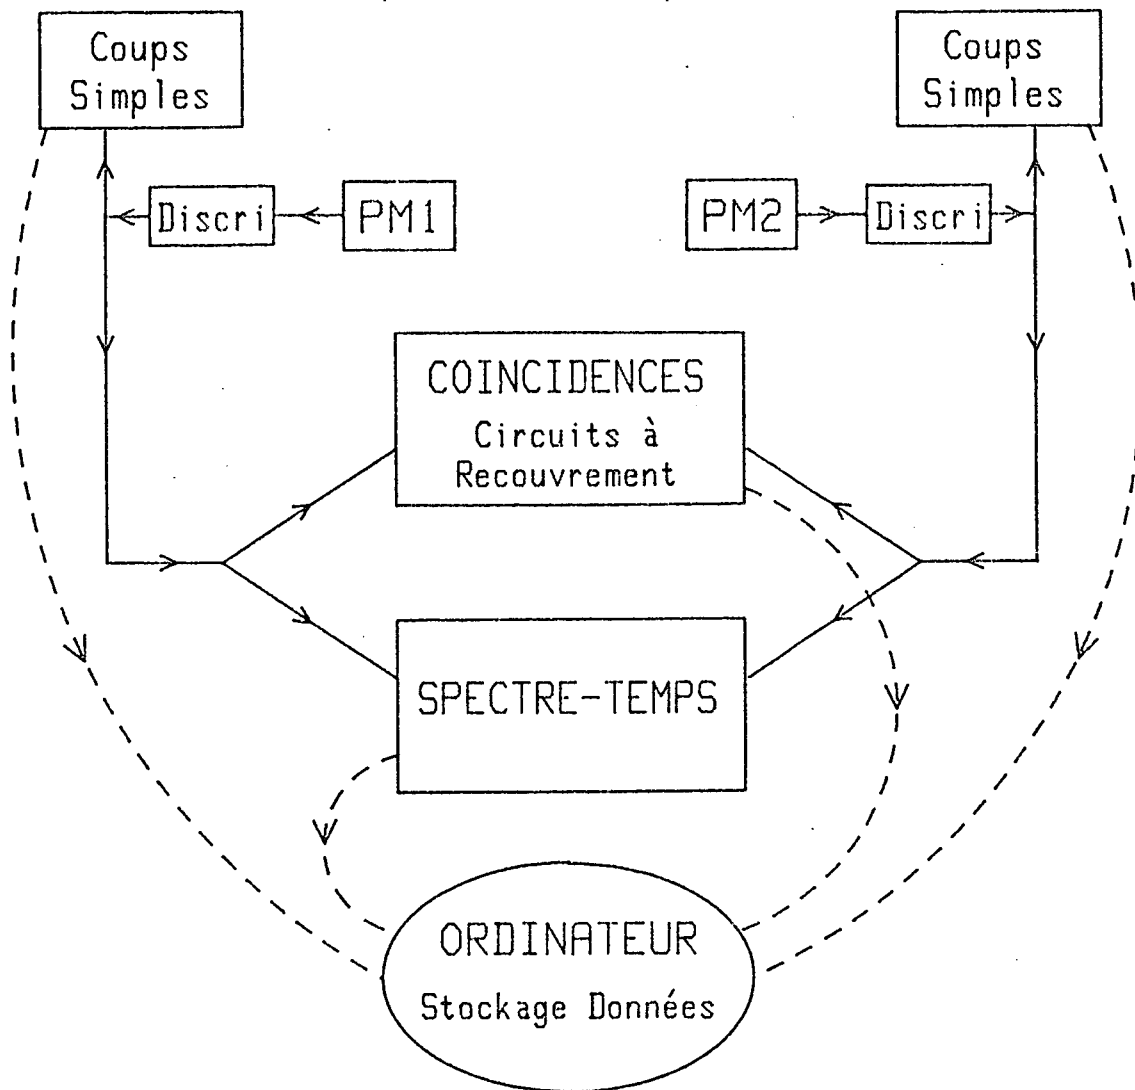 Coups
Simples
Coups
Simples
Discri
PM1
PM2
Discri
COINCIDENCES
Circuits à
Recouvrement
SPECTRE-TEMPS
ORDINATEUR
Stockage Données